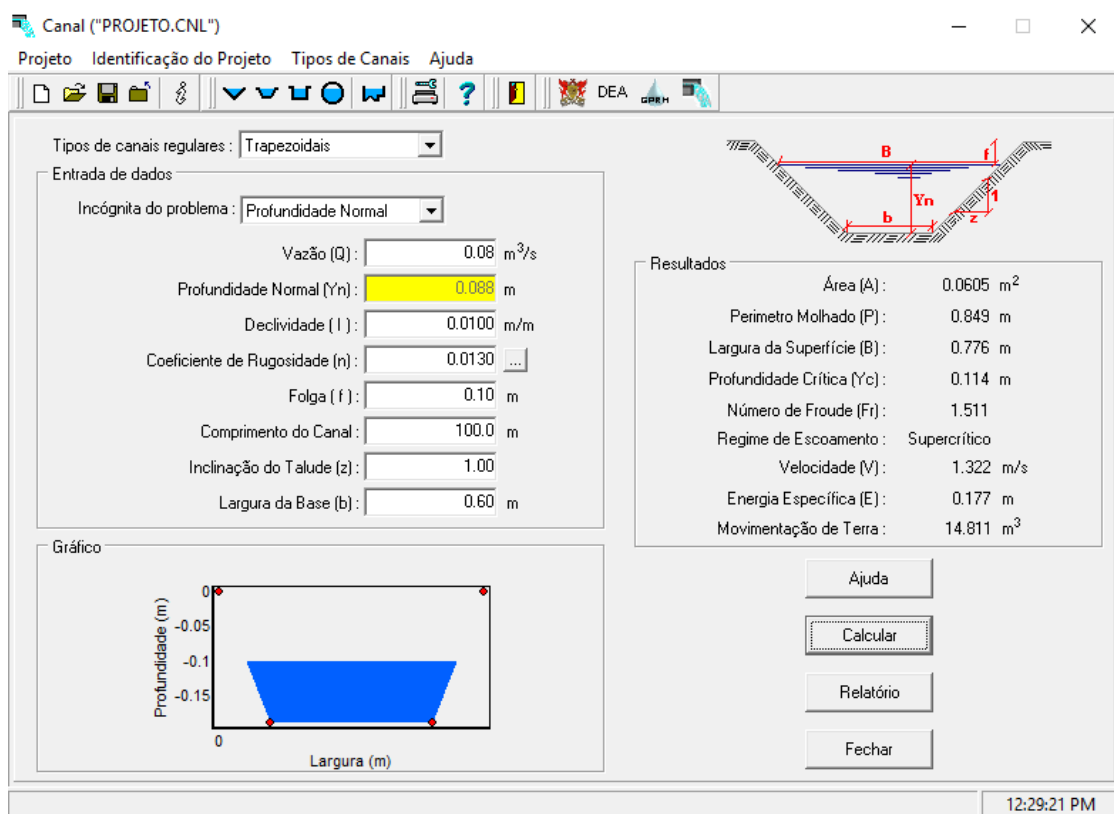 Canal ("PROJETO.CNL")
Projeto Identificação do Projeto Tipos de Canais Ajuda
DEA GPRH
Tipos de canais regulares : Trapezoidais
Entrada de dados
Incógnita do problema : Profundidade Normal
Vazão (Q) : 0.08 m³/s
Profundidade Normal (Yn) : 0.088 m
Declividade ( I ) : 0.0100 m/m
Coeficiente de Rugosidade (n) : 0.0130 ...
Folga ( f ) : 0.10 m
Comprimento do Canal : 100.0 m
Inclinação do Talude (z) : 1.00
Largura da Base (b) : 0.60 m
B f
Yn 1
b z
Resultados
Área (A) : 0.0605 m²
Perimetro Molhado (P) : 0.849 m
Largura da Superfície (B) : 0.776 m
Profundidade Crítica (Yc) : 0.114 m
Número de Froude (Fr) : 1.511
Regime de Escoamento : Supercrítico
Velocidade (V) : 1.322 m/s
Energia Específica (E) : 0.177 m
Movimentação de Terra : 14.811 m³
Gráfico
Profundidade (m)
0
-0.05
-0.1
-0.15
0
Largura (m)
Ajuda
Calcular
Relatório
Fechar
12:29:21 PM